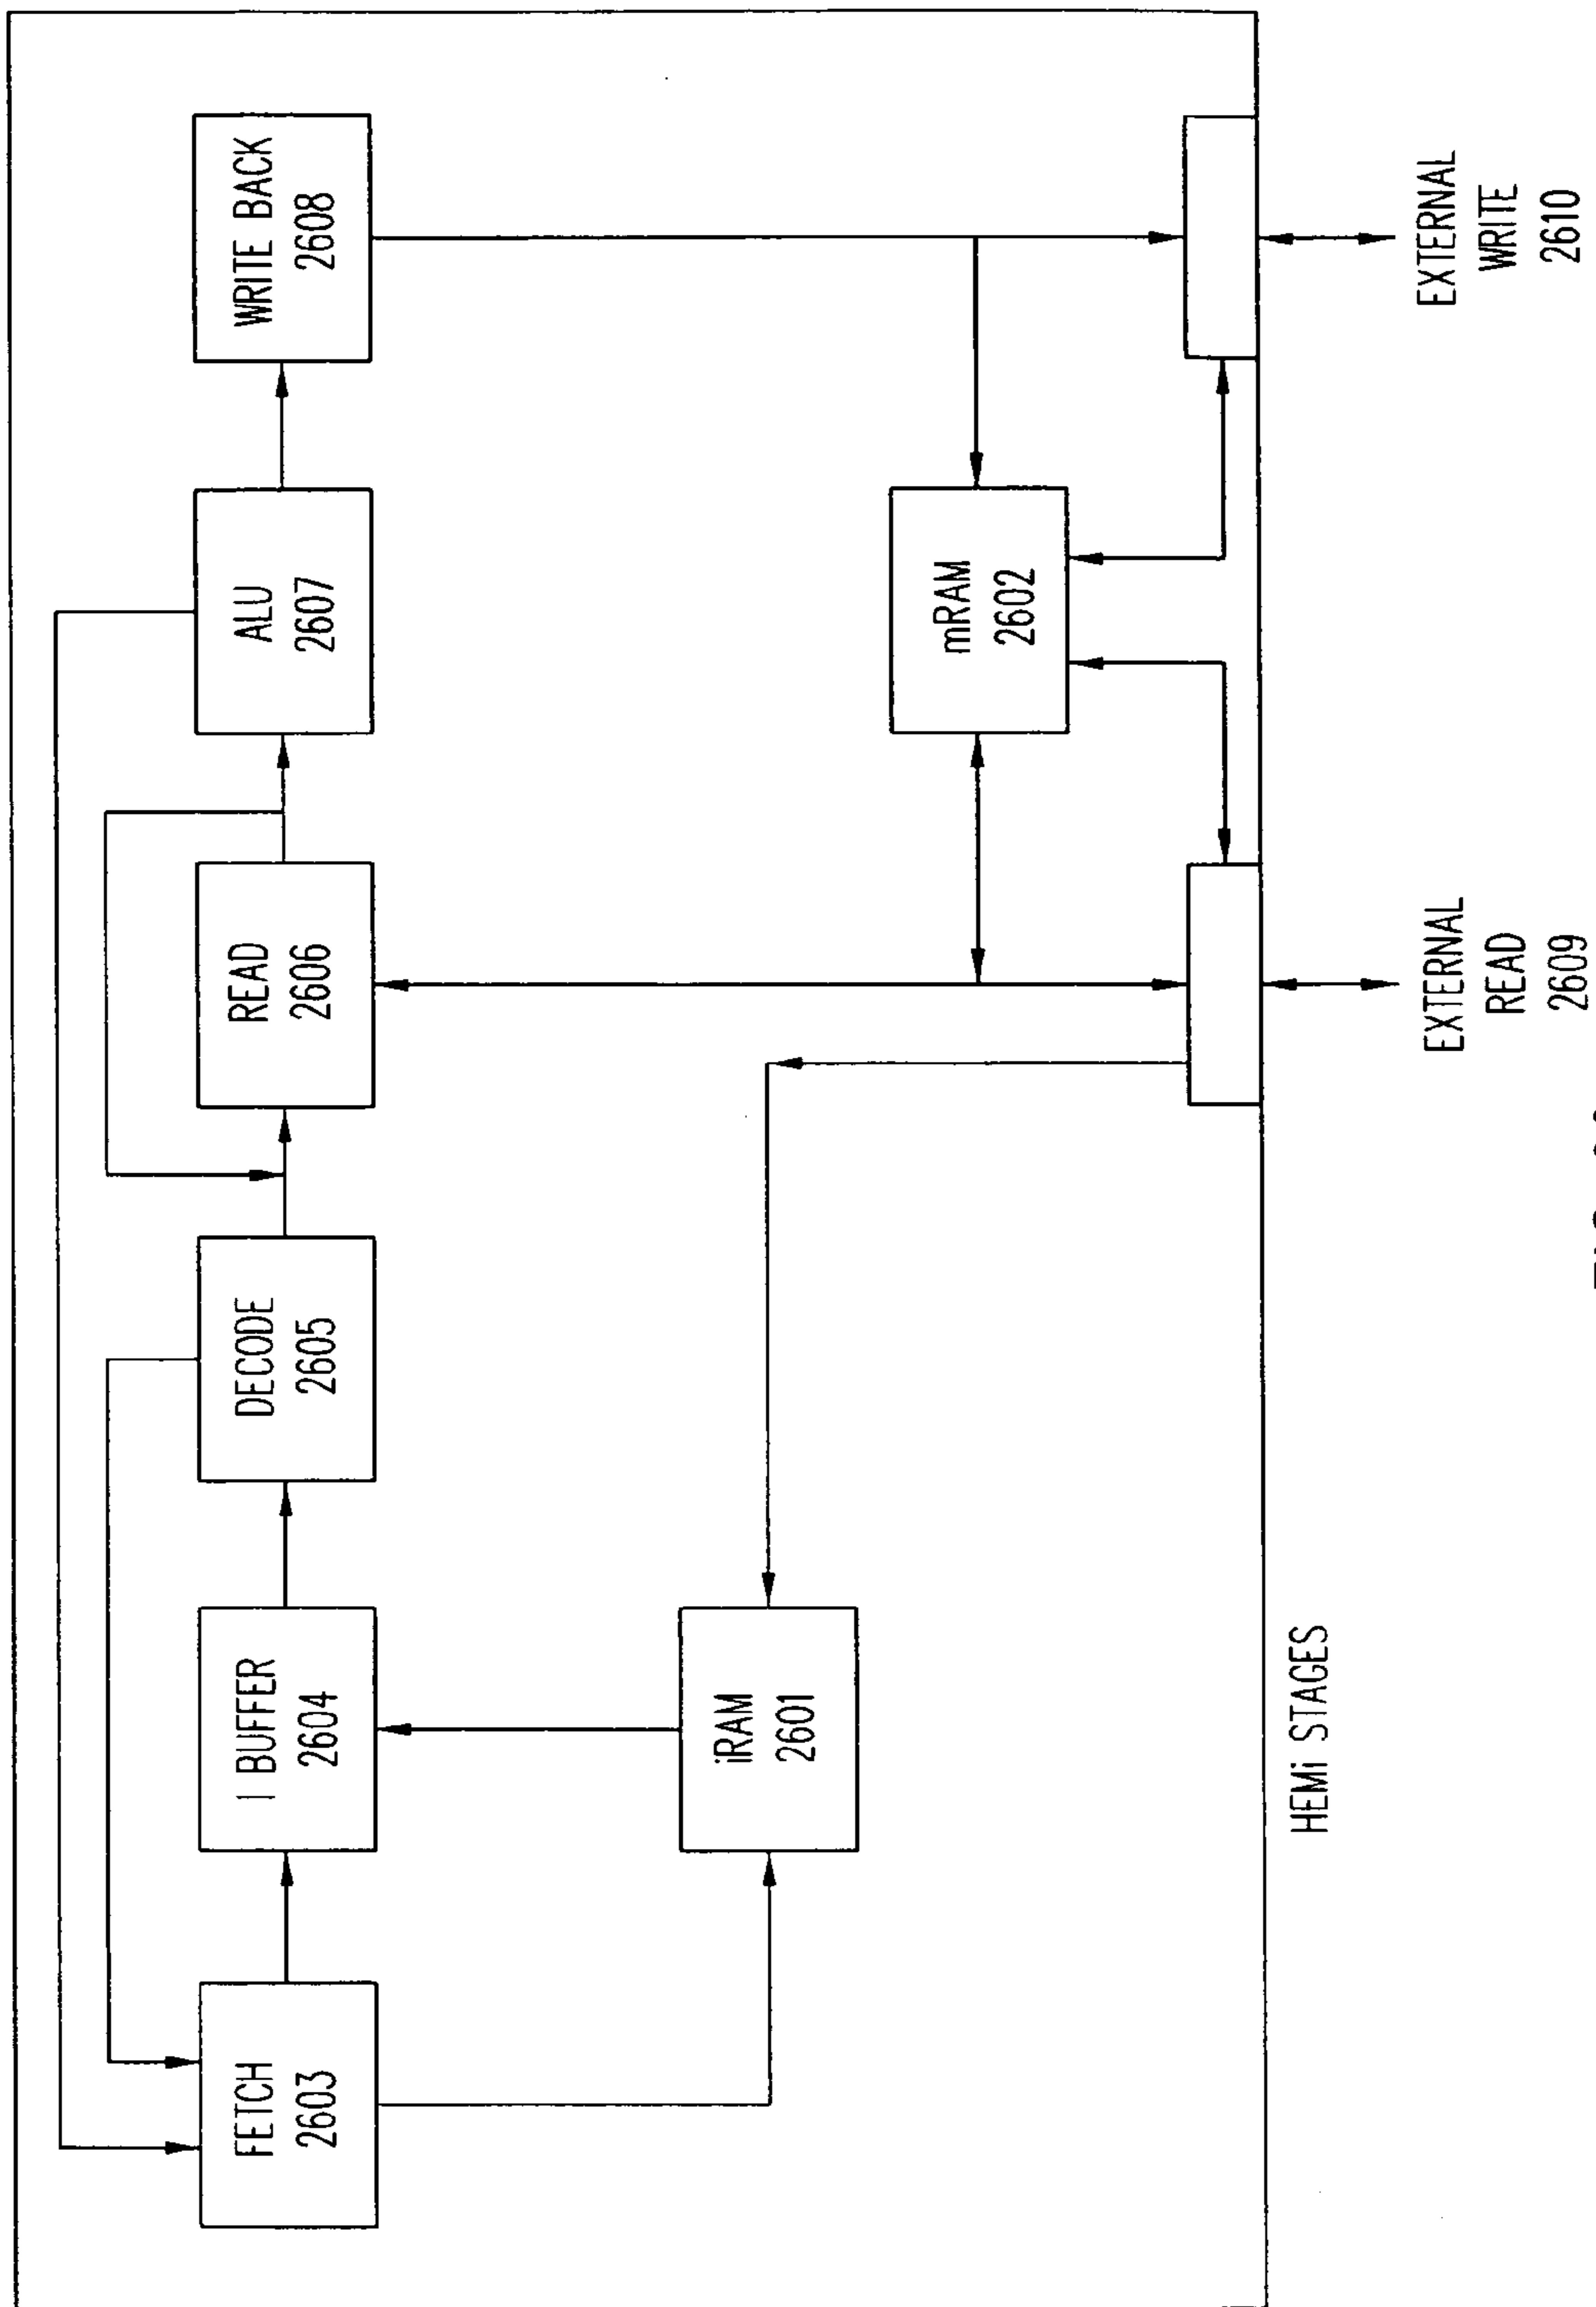 FETCH
2603
I BUFFER
2604
DECODE
2605
READ
2606
ALU
2607
WRITE BACK
2608
iRAM
2601
mRAM
2602
HEMi STAGES
EXTERNAL
READ
2609
EXTERNAL
WRITE
2610